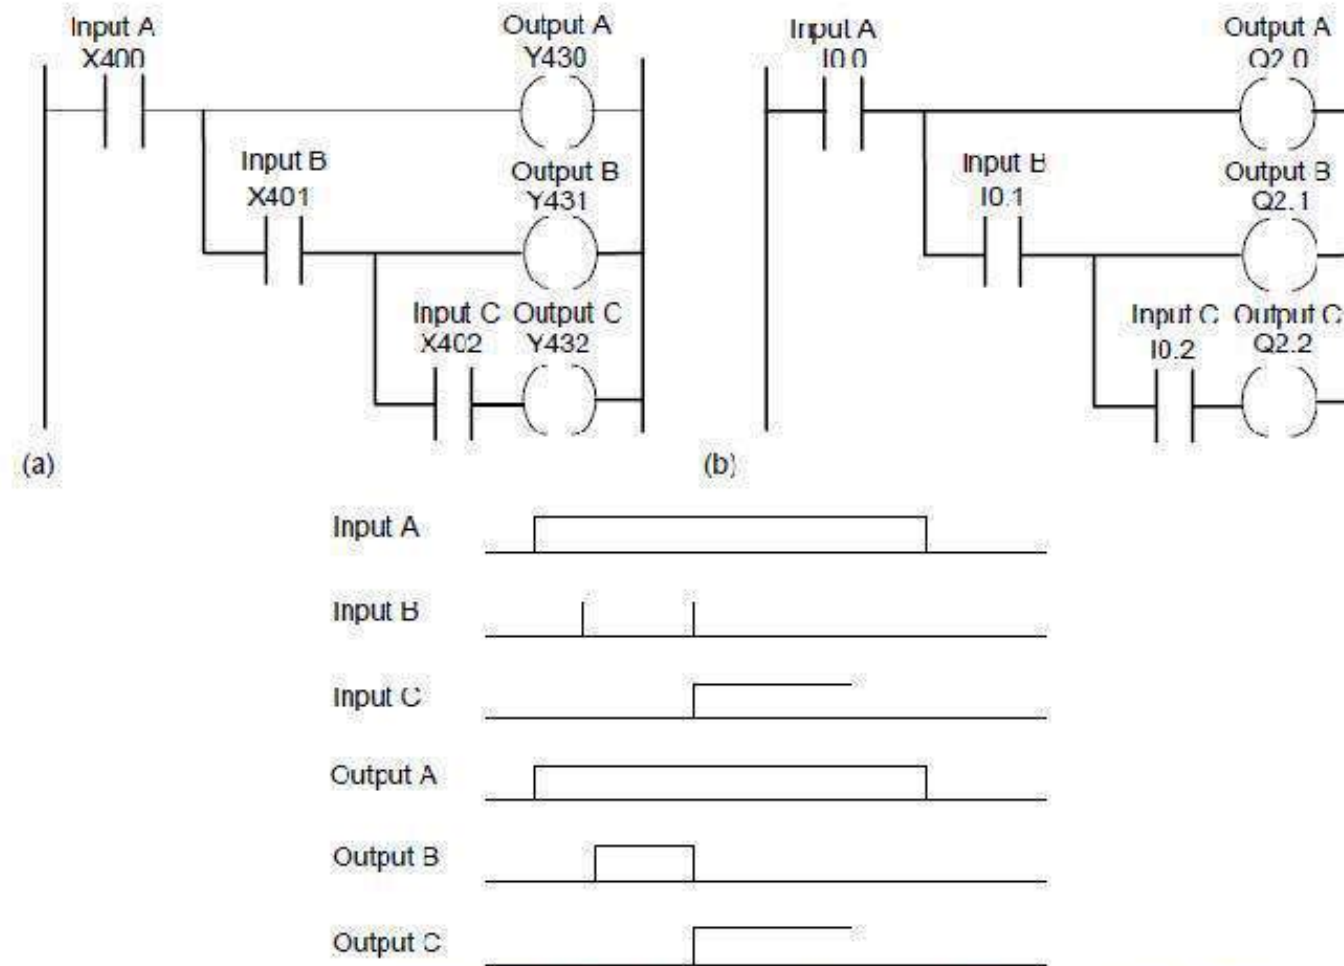 Input A
X400
Output A
Y430
Input B
X401
Output B
Y431
Input C
X402
Output C
Y432
(a)
Input A
I0.0
Output A
Q2.0
Input B
I0.1
Output B
Q2.1
Input C
I0.2
Output C
Q2.2
(b)
Input A
Input B
Input C
Output A
Output B
Output C